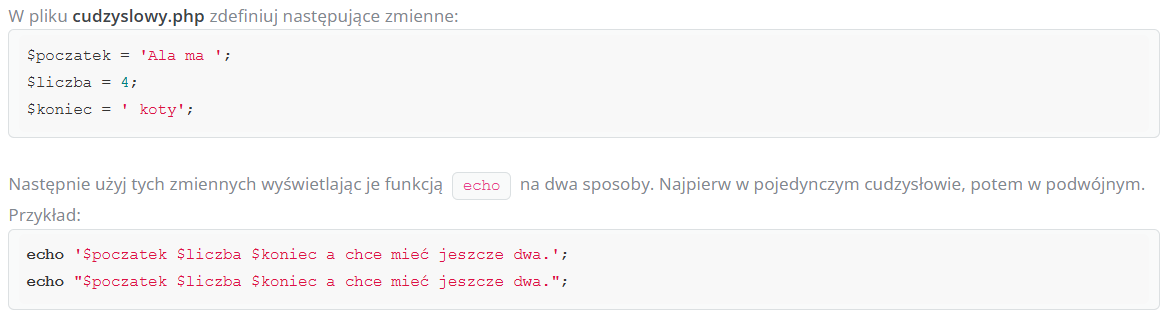 W pliku cudzyslowy.php zdefiniuj następujące zmienne:
$poczatek = 'Ala ma ';
$liczba = 4;
$koniec = ' koty';
Następnie użyj tych zmiennych wyświetlając je funkcją echo na dwa sposoby. Najpierw w pojedynczym cudzysłowie, potem w podwójnym.
Przykład:
echo '$poczatek $liczba $koniec a chce mieć jeszcze dwa.';
echo "$poczatek $liczba $koniec a chce mieć jeszcze dwa.";